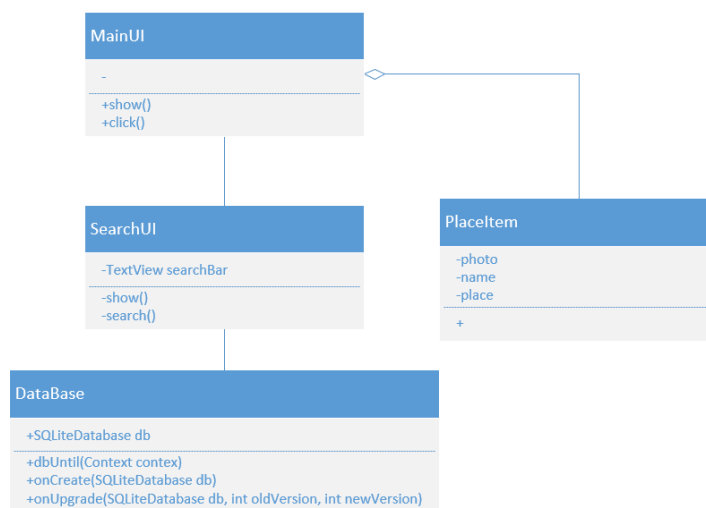 MainUI
-
+show()
+click()
SearchUI
-TextView searchBar
-show()
-search()
PlaceItem
-photo
-name
-place
+
DataBase
+SQLiteDatabase db
+dbUntil(Context contex)
+onCreate(SQLiteDatabase db)
+onUpgrade(SQLiteDatabase db, int oldVersion, int newVersion)